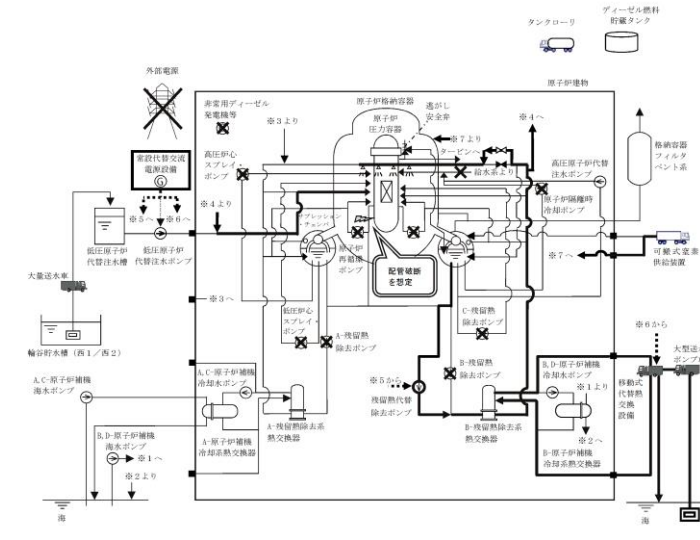 ディーゼル燃料
貯蔵タンク
タンクローリ
外部電源
原子炉建物
非常用ディーゼル
発電機等
※3より
原子炉格納容器
原子炉
圧力容器
逃がし
安全弁
※7より
タービンへ
※4へ
給水系より
高圧炉心
スプレイ・
ポンプ
高圧原子炉代替
注水ポンプ
原子炉隔離時
冷却ポンプ
格納容器
フィルタ
ベント系
常設代替交流
電源設備
G
※5へ
※6へ
※4より
低圧原子炉
代替注水槽
低圧原子炉
代替注水ポンプ
サプレッション
・チェンバ
原子炉
再循環
ポンプ
配管破断
を想定
※7へ
可搬式窒素
供給装置
大量送水車
※3へ
輪谷貯水槽(西1/西2)
低圧炉心
スプレイ・
ポンプ
A-残留熱
除去ポンプ
C-残留熱
除去ポンプ
B-残留熱
除去ポンプ
※5から
残留熱代替
除去ポンプ
※6から
大型送
ポンプ
移動式
代替熱
交換
設備
A,C-原子炉補機
海水ポンプ
A,C-原子炉補機
冷却水ポンプ
B,D-原子炉補機
冷却水ポンプ
※1より
※2へ
B,D-原子炉補機
海水ポンプ
※1へ
※2より
A-原子炉補機
冷却系熱交換器
A-残留熱除去系
熱交換器
B-残留熱除去系
熱交換器
B-原子炉補機
冷却系熱交換器
海
海